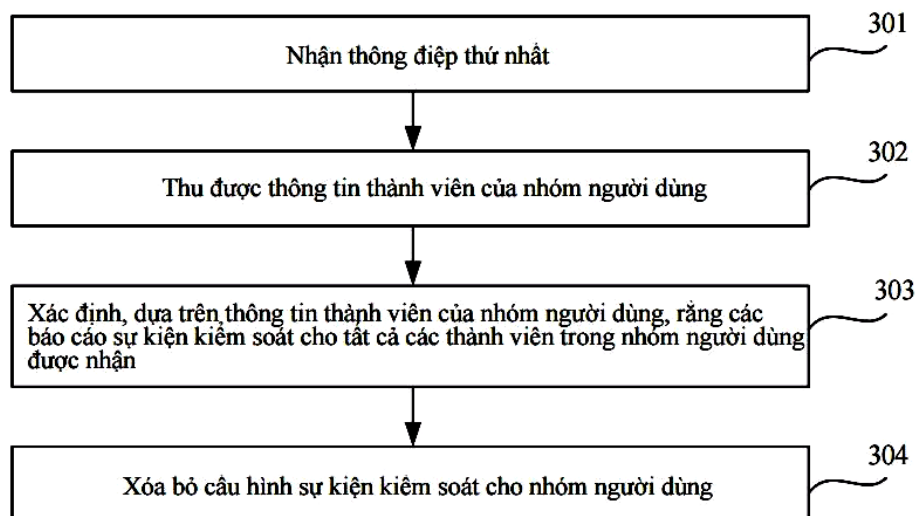 301
Nhận thông điệp thứ nhất
302
Thu được thông tin thành viên của nhóm người dùng
303
Xác định, dựa trên thông tin thành viên của nhóm người dùng, rằng các
báo cáo sự kiện kiểm soát cho tất cả các thành viên trong nhóm người dùng
được nhận
304
Xóa bỏ cấu hình sự kiện kiểm soát cho nhóm người dùng